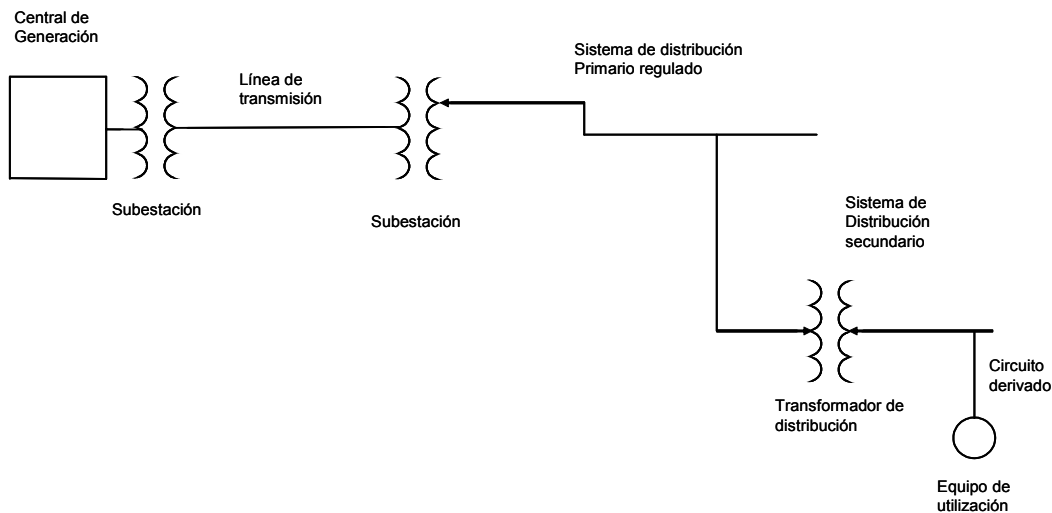 Central de
Generación
Línea de
transmisión
Sistema de distribución
Primario regulado
Subestación
Subestación
Sistema de
Distribución
secundario
Circuito
derivado
Transformador de
distribución
Equipo de
utilización